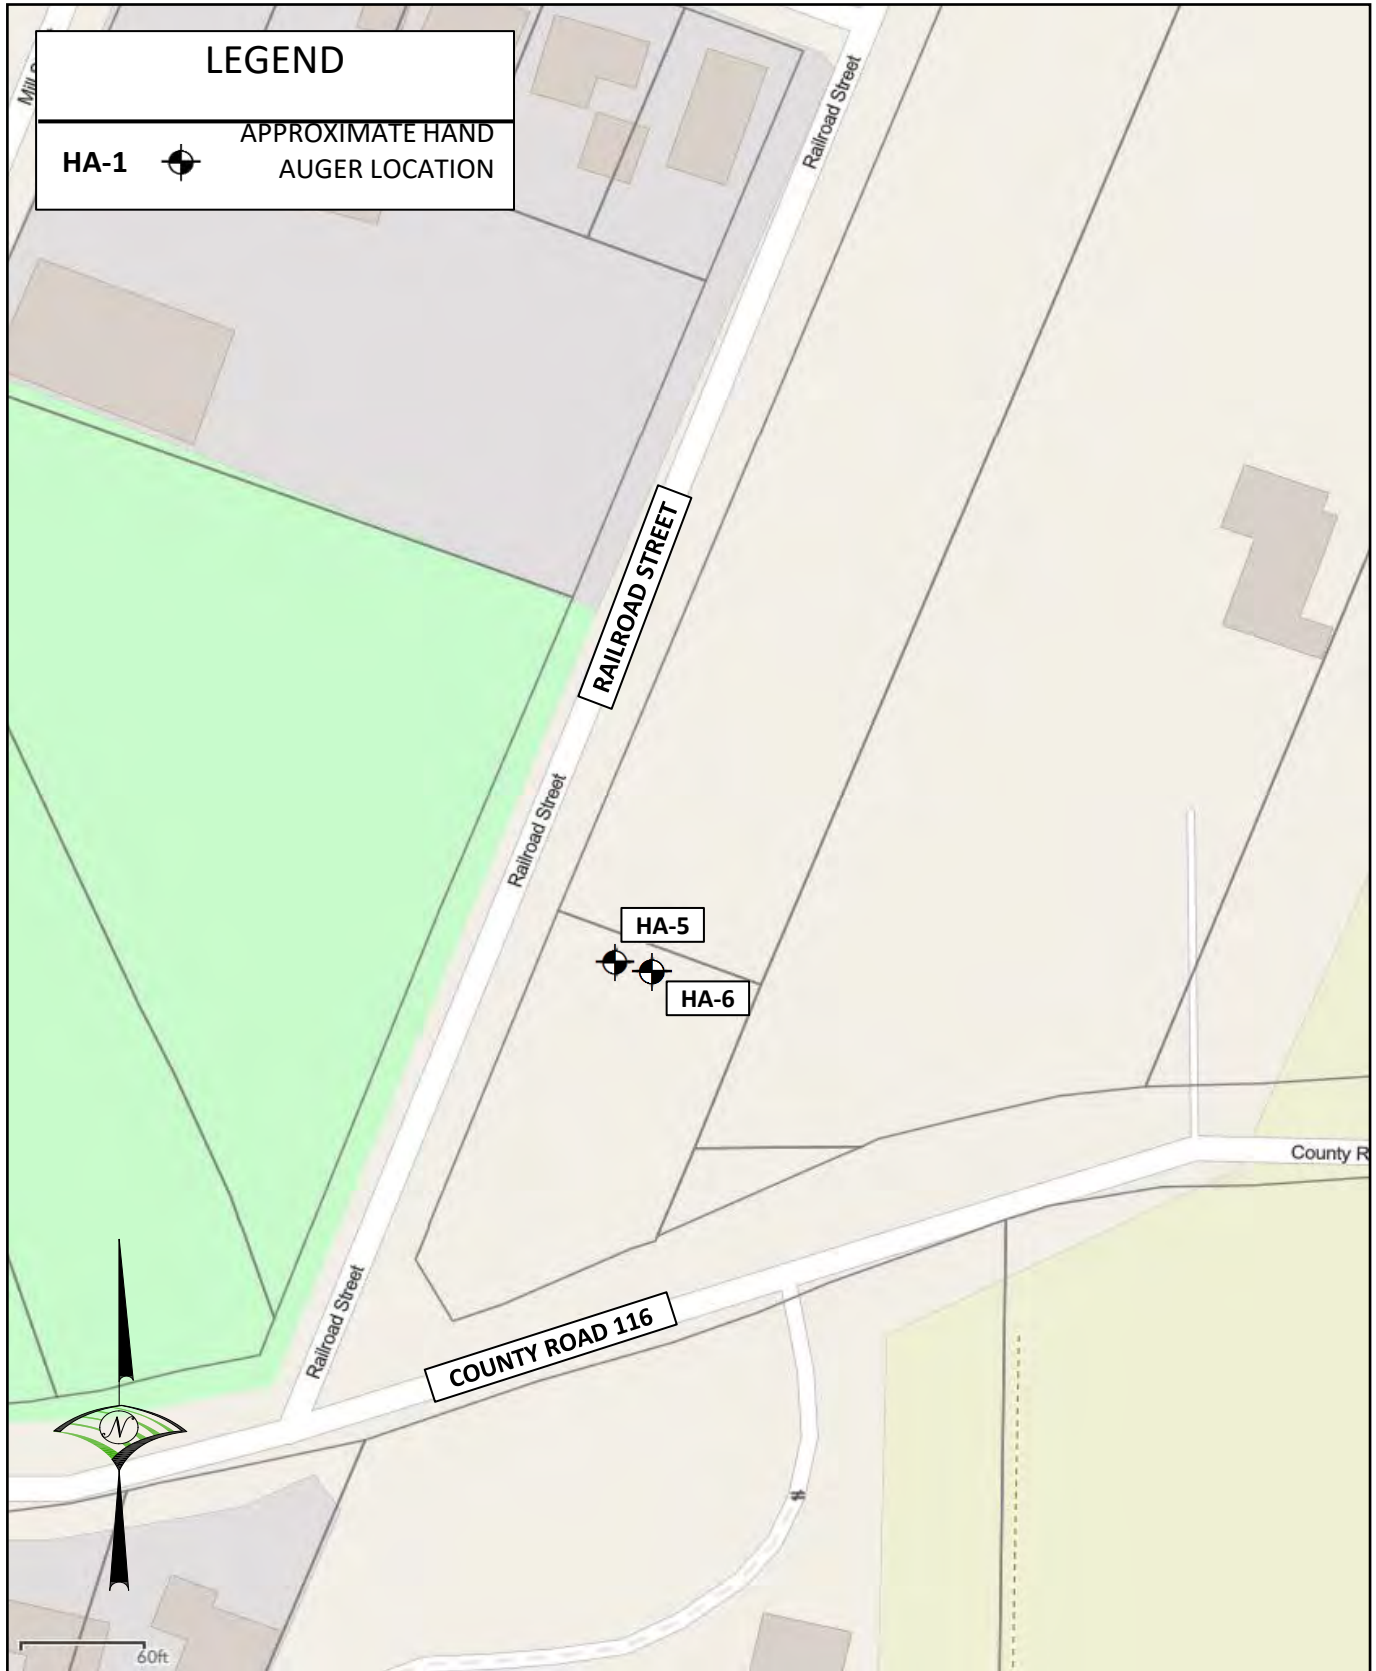 LEGEND
APPROXIMATE HAND
HA-1 AUGER LOCATION
Railroad Street
RAILROAD STREET
Railroad Street
HA-5
HA-6
County R
Railroad Street
COUNTY ROAD 116
N
60ft